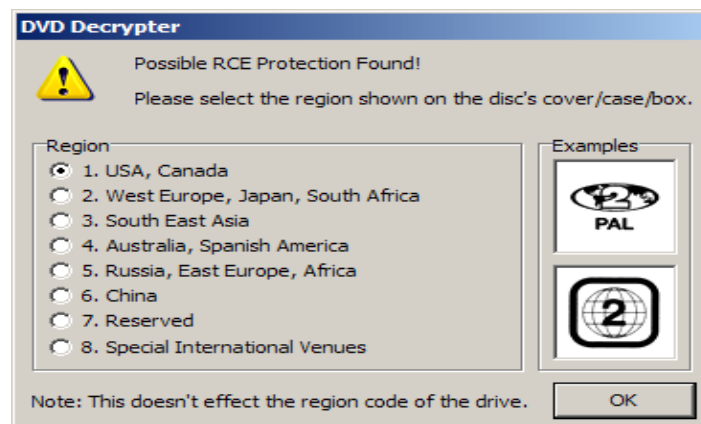 DVD Decrypter
Possible RCE Protection Found!
Please select the region shown on the disc's cover/case/box.
Region
1. USA, Canada
2. West Europe, Japan, South Africa
3. South East Asia
4. Australia, Spanish America
5. Russia, East Europe, Africa
6. China
7. Reserved
8. Special International Venues
Examples
2
PAL
2
Note: This doesn't effect the region code of the drive.
OK